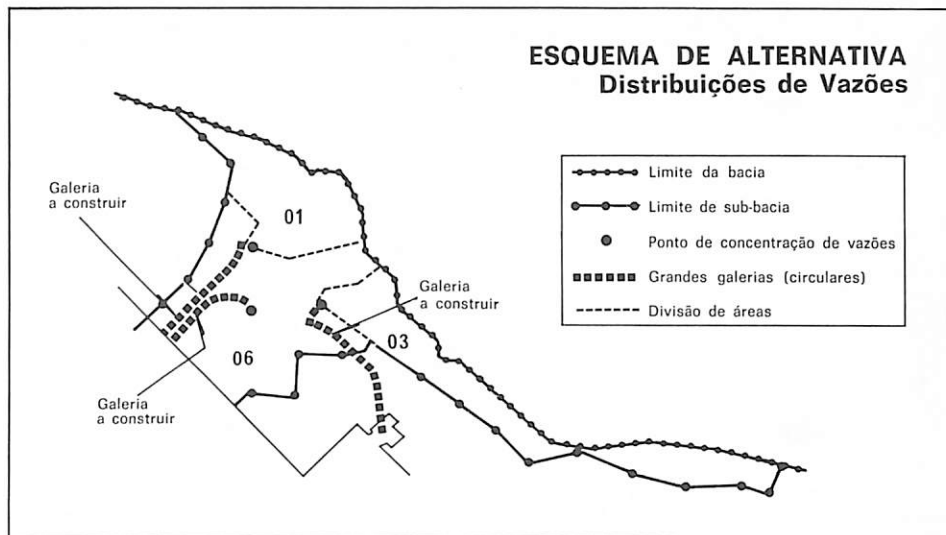 ESQUEMA DE ALTERNATIVA
Distribuições de Vazões
Limite da bacia
Limite de sub-bacia
Ponto de concentração de vazões
Grandes galerias (circulares)
Divisão de áreas
Galeria
a construir
01
Galeria
a construir
03
06
Galeria
a construir